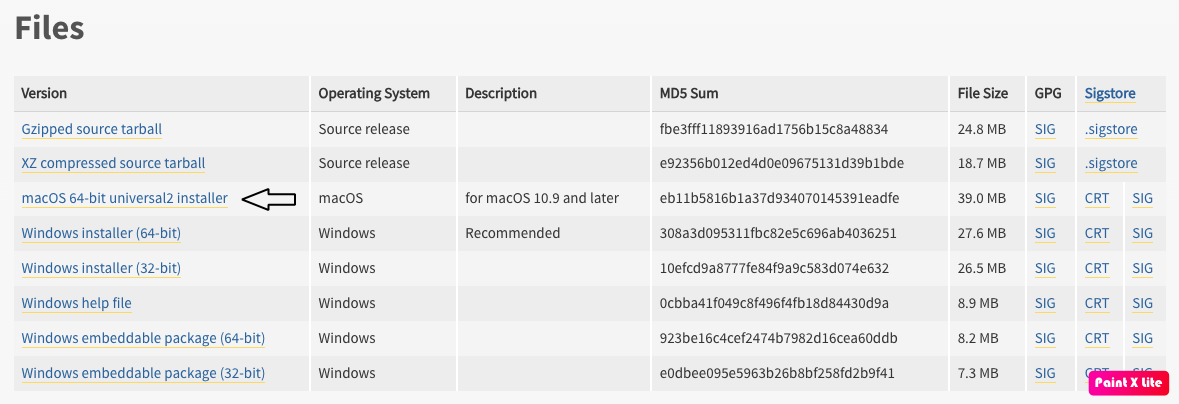 Files
Version Operating System Description MD5 Sum File Size GPG Sigstore
Gzipped source tarball Source release fbe3fff11893916ad1756b15c8a48834 24.8 MB SIG .sigstore
XZ compressed source tarball Source release e92356b012ed4d0e09675131d39b1bde 18.7 MB SIG .sigstore
macOS 64-bit universal2 installer macOS for macOS 10.9 and later eb11b5816b1a37d934070145391eadfe 39.0 MB SIG CRT SIG
Windows installer (64-bit) Windows Recommended 308a3d095311fbc82e5c696ab4036251 27.6 MB SIG CRT SIG
Windows installer (32-bit) Windows 10efcd9a8777fe84f9a9c583d074e632 26.5 MB SIG CRT SIG
Windows help file Windows 0cbba41f049c8f496f4fb18d84430d9a 8.9 MB SIG CRT SIG
Windows embeddable package (64-bit) Windows 923be16c4cef2474b7982d16cea60ddb 8.2 MB SIG CRT SIG
Windows embeddable package (32-bit) Windows e0dbee095e5963b26b8bf258fd2b9f41 7.3 MB SIG CRT SIG
Paint X Lite